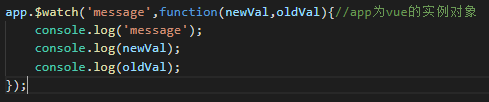 app.$watch('message',function(newVal,oldVal){//app为vue的实例对象
    console.log('message');
    console.log(newVal);
    console.log(oldVal);
});